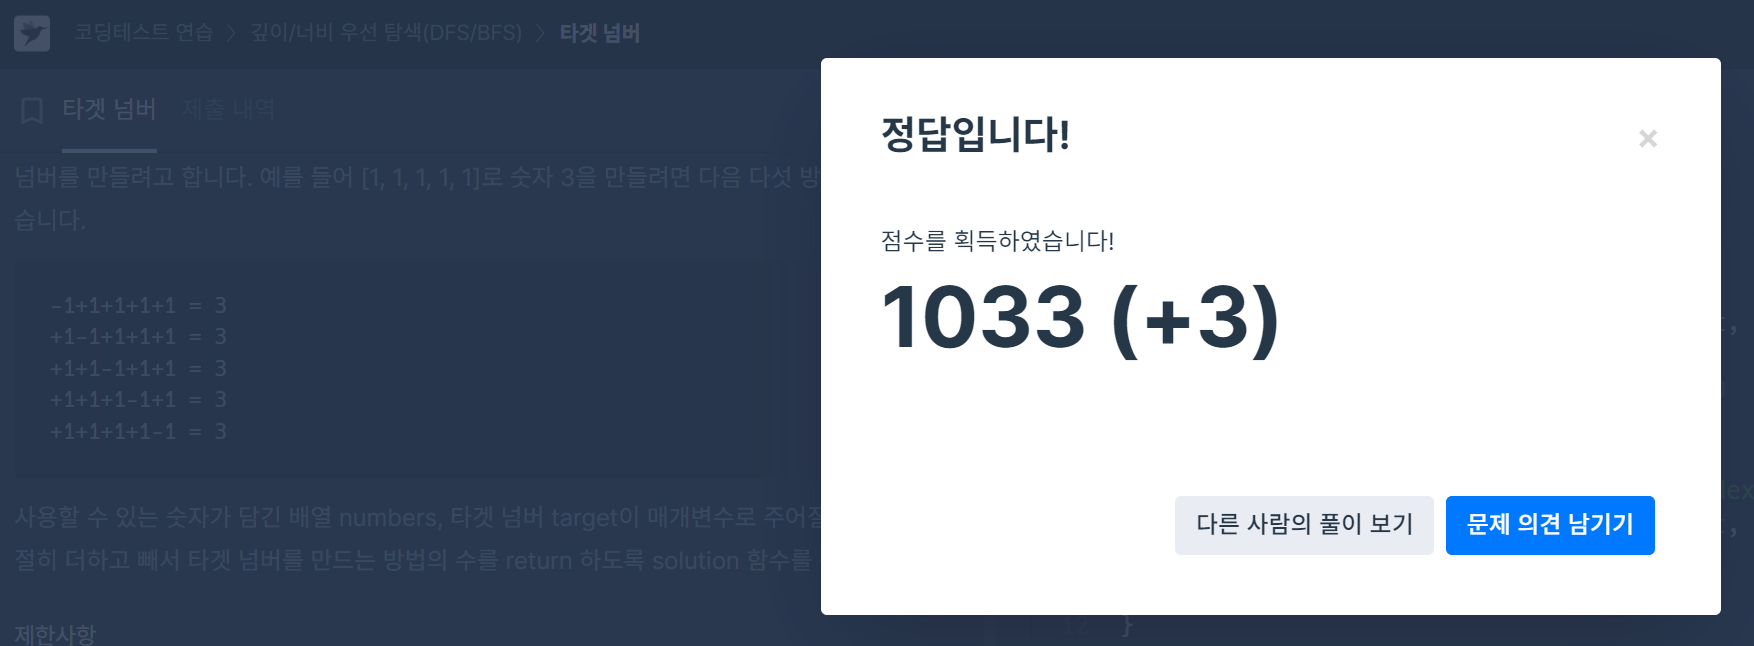 코딩테스트 연습 > 깊이/너비 우선 탐색(DFS/BFS) > 타겟 넘버
타겟 넘버 제출 내역
넘버를 만들려고 합니다. 예를 들어 [1, 1, 1, 1, 1]로 숫자 3을 만들려면 다음 다섯 방
습니다.
-1+1+1+1+1 = 3
+1-1+1+1+1 = 3
+1+1-1+1+1 = 3
+1+1+1-1+1 = 3
+1+1+1+1-1 = 3
사용할 수 있는 숫자가 담긴 배열 numbers, 타겟 넘버 target이 매개변수로 주어
절히 더하고 빼서 타겟 넘버를 만드는 방법의 수를 return 하도록 solution 함수를
제한사항
정답입니다!
×
점수를 획득하였습니다!
1033 (+3)
다른 사람의 풀이 보기
문제 의견 남기기
}